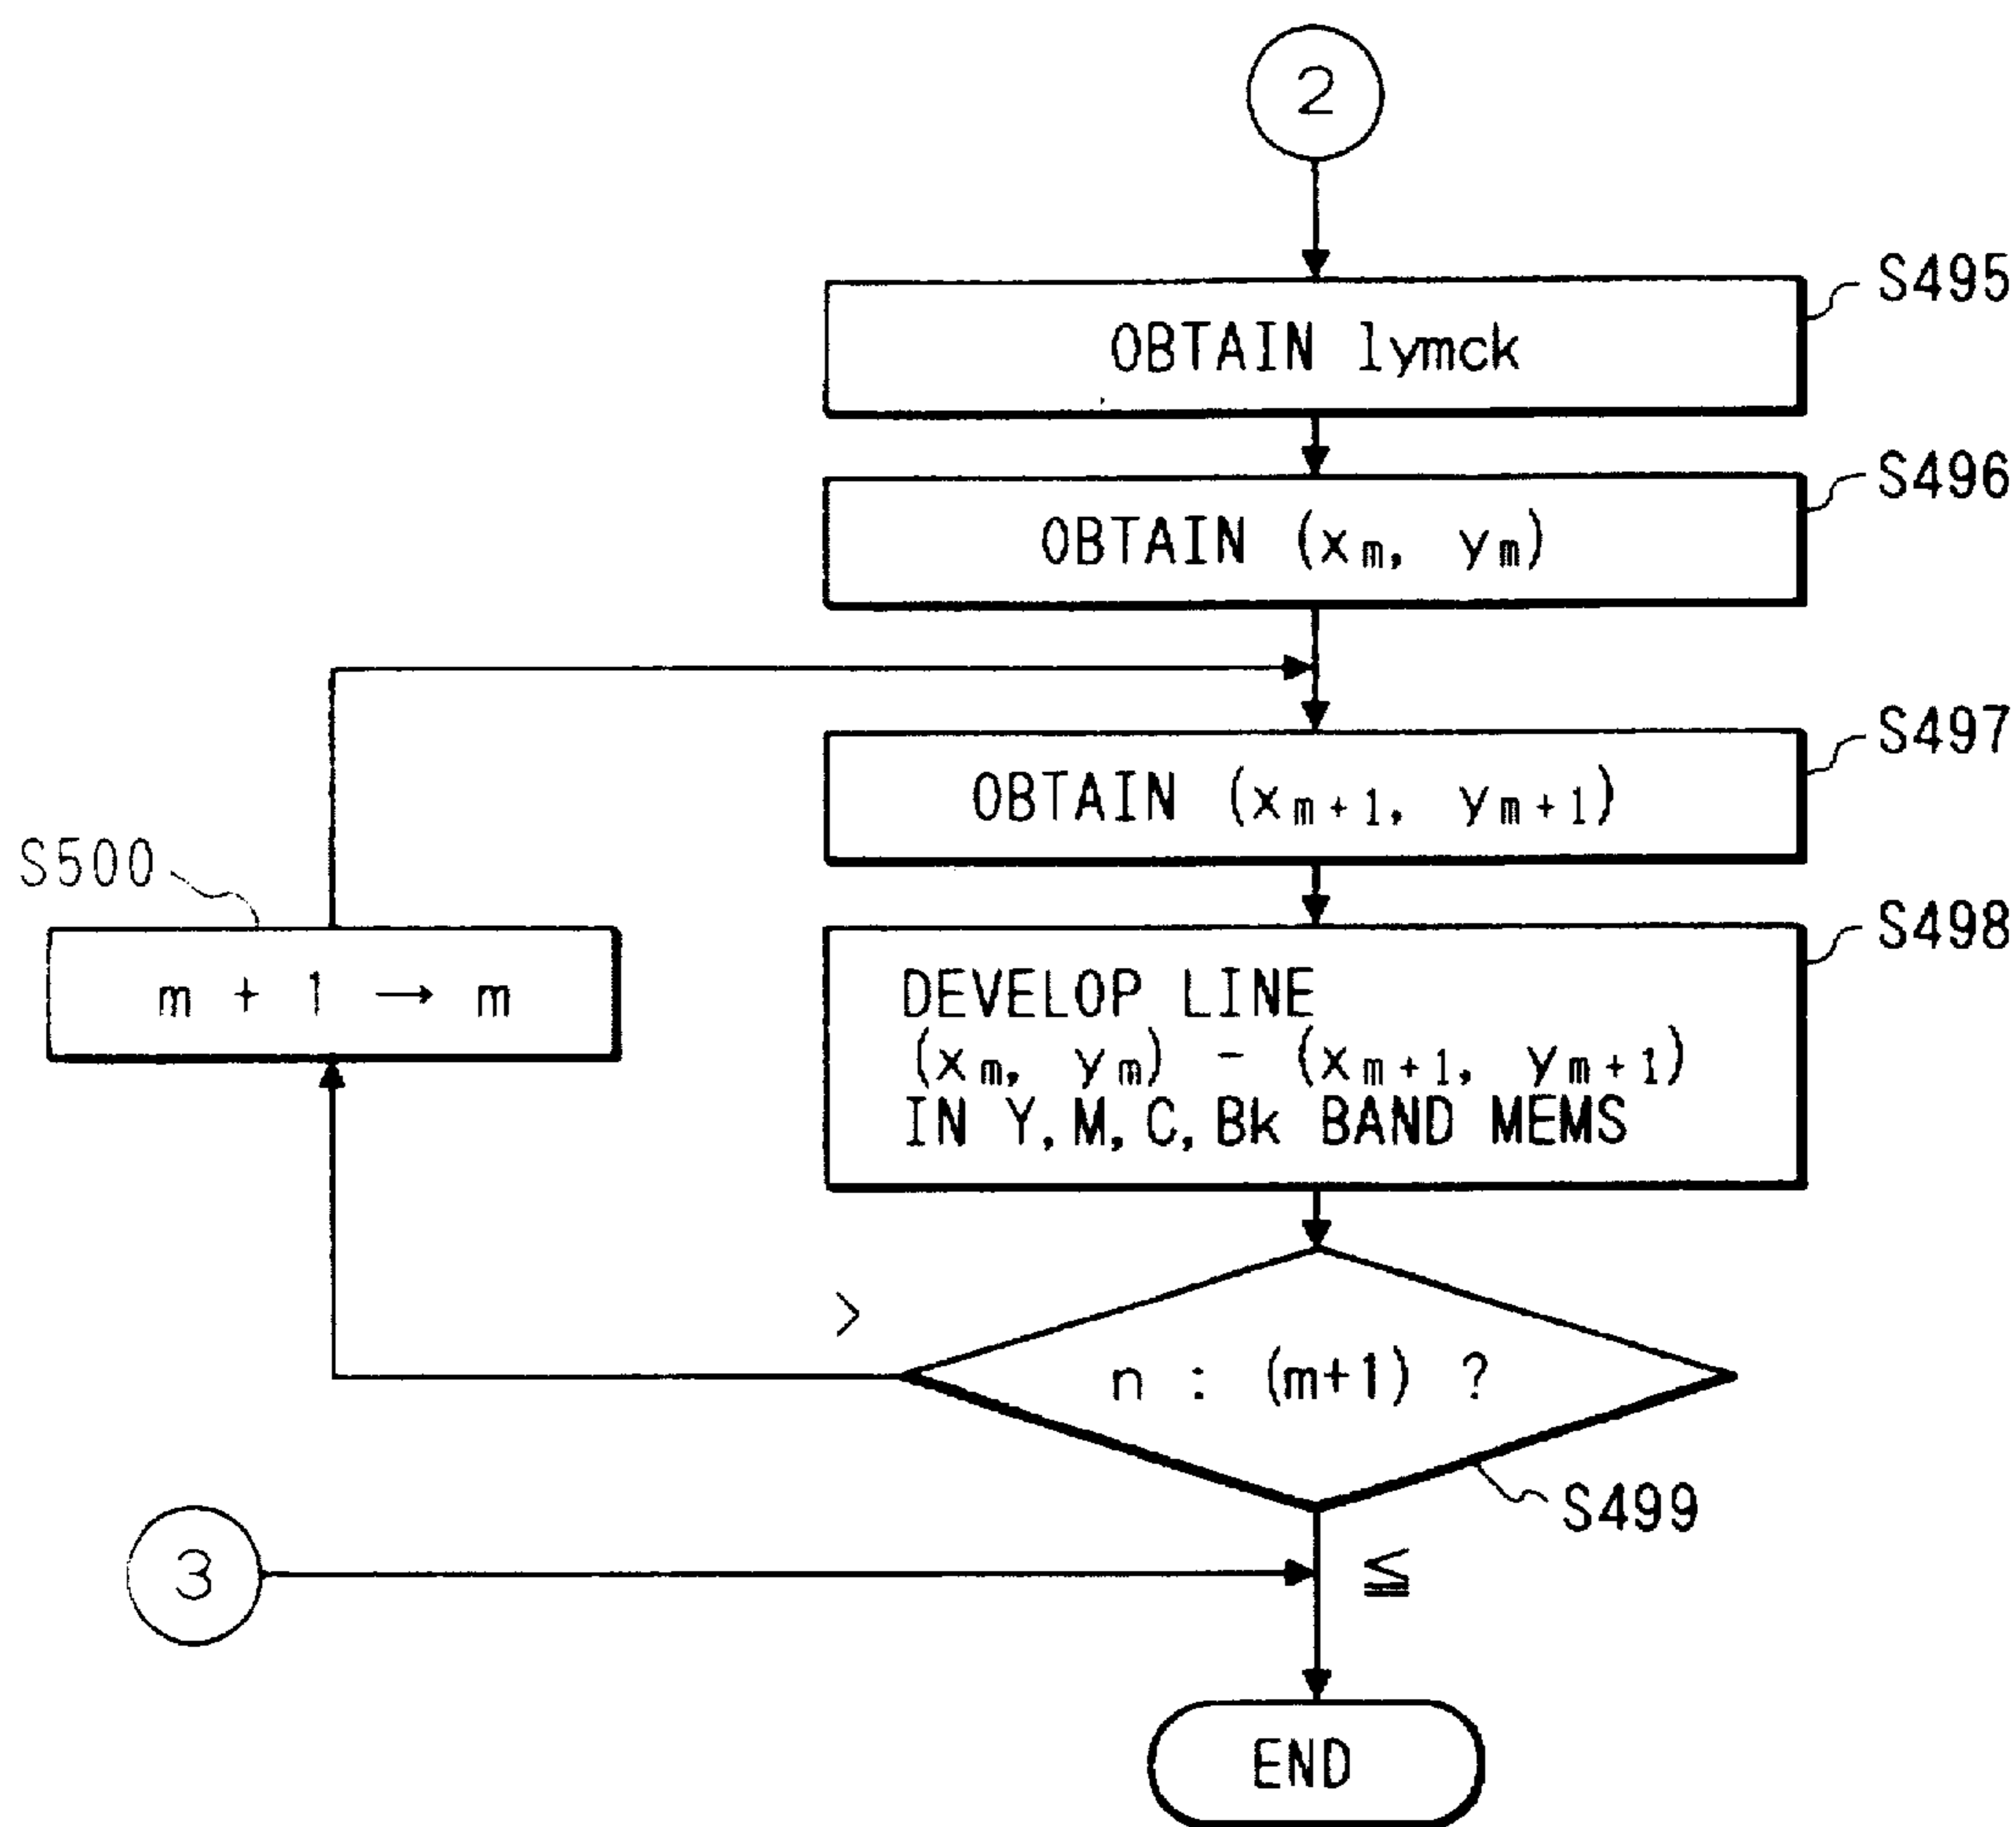 2
OBTAIN lymck
S495
OBTAIN (xₘ, yₘ)
S496
OBTAIN (xₘ₊₁, yₘ₊₁)
S497
S500
m + 1 → m
DEVELOP LINE
(xₘ, yₘ) - (xₘ₊₁, yₘ₊₁)
IN Y, M, C, Bk BAND MEMS
S498
>
n : (m+1) ?
S499
≦
3
END